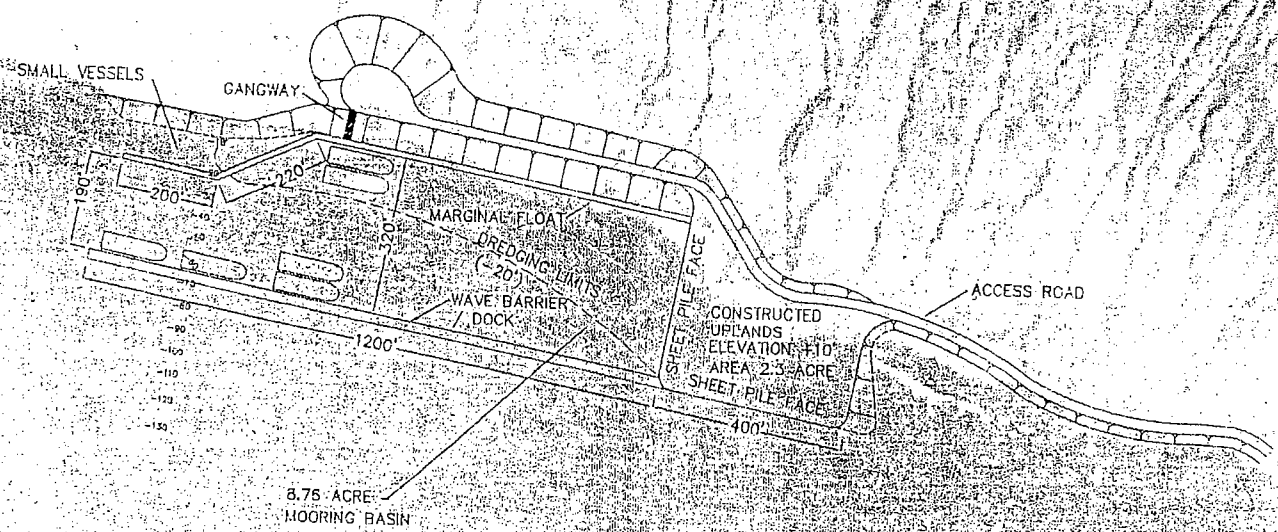 SMALL VESSELS
GANGWAY
190'
200'
220'
320'
MARGINAL FLOAT
DREDGING LIMITS
(-20')
SHEET PILE FACE
WAVE BARRIER
DOCK
1200'
CONSTRUCTED
UPLANDS
ELEVATION +10'
AREA 2.3 ACRE
SHEET PILE FACE
ACCESS ROAD
400'
-90
-100
-110
-120
-130
8.75 ACRE
MOORING BASIN